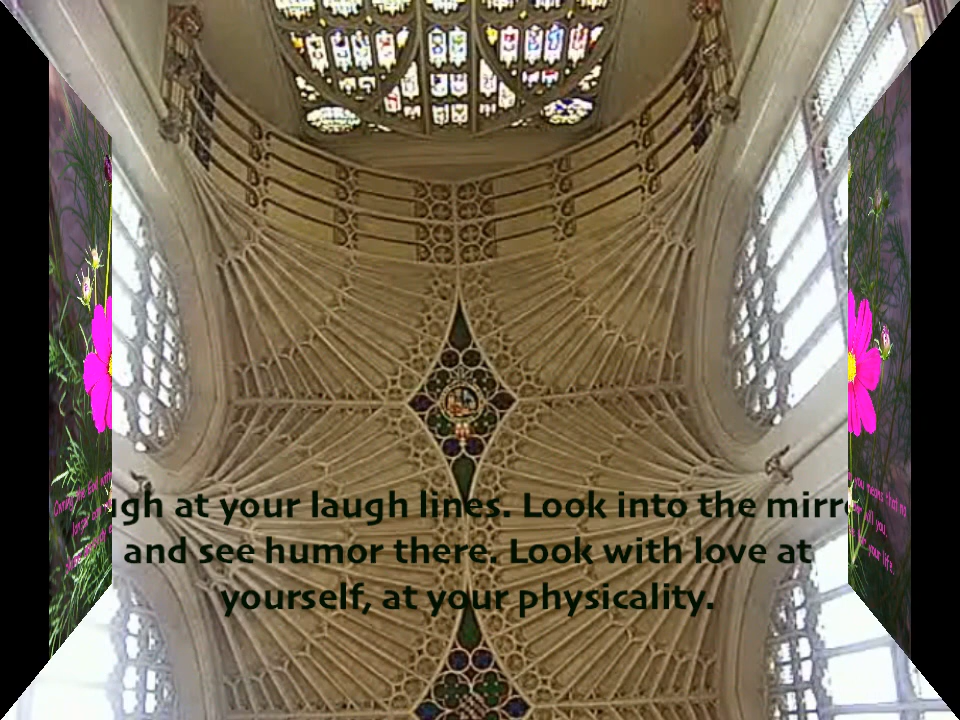 ugh at your laugh lines. Look into the mirr
and see humor there. Look with love at
yourself, at your physicality.